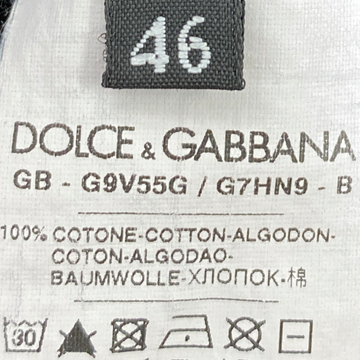 46
DOLCE & GABBANA
GB - G9V55G / G7HN9 - B
100% COTONE-COTTON-ALGODON-
COTON-ALGODAO-
BAUMWOLLE-ХЛОПОК-棉
30